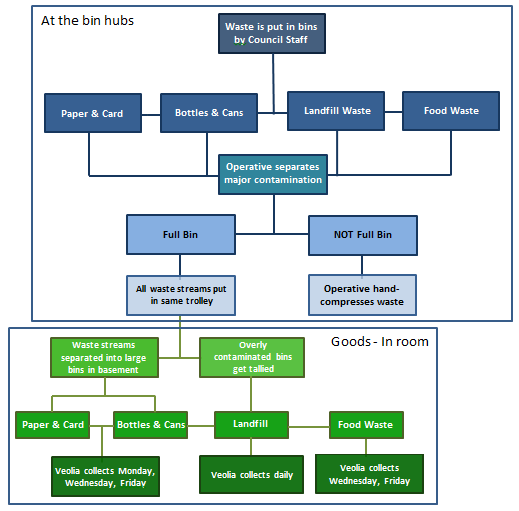 At the bin hubs
Waste is put in bins
by Council Staff
Paper & Card
Bottles & Cans
Landfill Waste
Food Waste
Operative separates
major contamination
Full Bin
NOT Full Bin
All waste streams put
in same trolley
Operative hand-
compresses waste
Goods - In room
Waste streams
separated into large
bins in basement
Overly
contaminated bins
get tallied
Paper & Card
Bottles & Cans
Landfill
Food Waste
Veolia collects Monday,
Wednesday, Friday
Veolia collects daily
Veolia collects
Wednesday, Friday